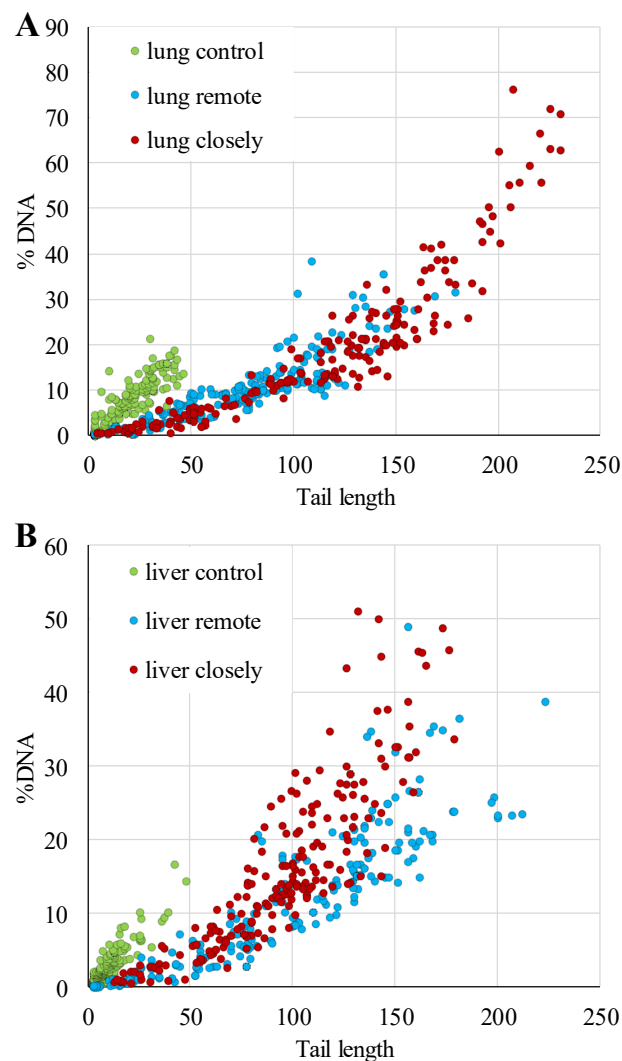 A
90
80
70
60
50
40
30
20
10
0
% DNA
lung control
lung remote
lung closely
0 50 100 150 200 250
Tail length
B
60
50
40
30
20
10
0
%DNA
liver control
liver remote
liver closely
0 50 100 150 200 250
Tail length